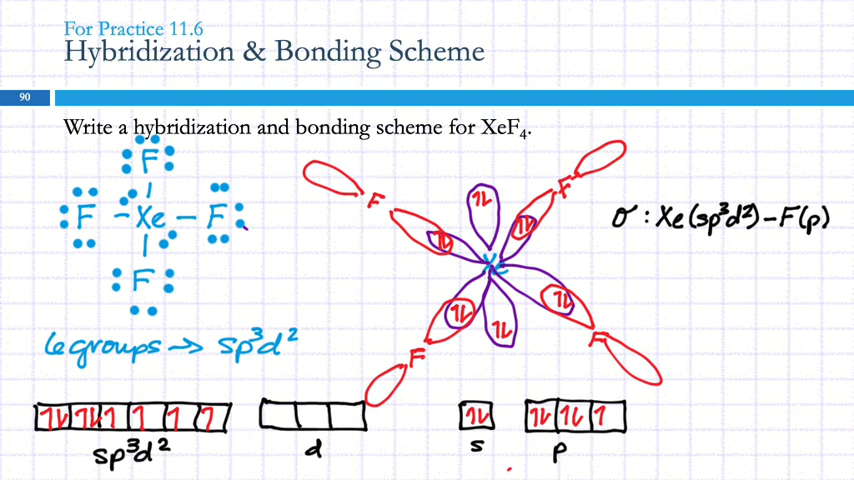 For Practice 11.6
Hybridization & Bonding Scheme
90
Write a hybridization and bonding scheme for XeF₄.
F
F – Xe – F
F
6 groups → sp³d²
F
F
Xe
F
F
σ : Xe(sp³d²) – F(p)
⇅ ⇅ ↿ ↿ ↿ ↿
⇅
⇅ ⇅ ↿
sp³d²
d
s
p